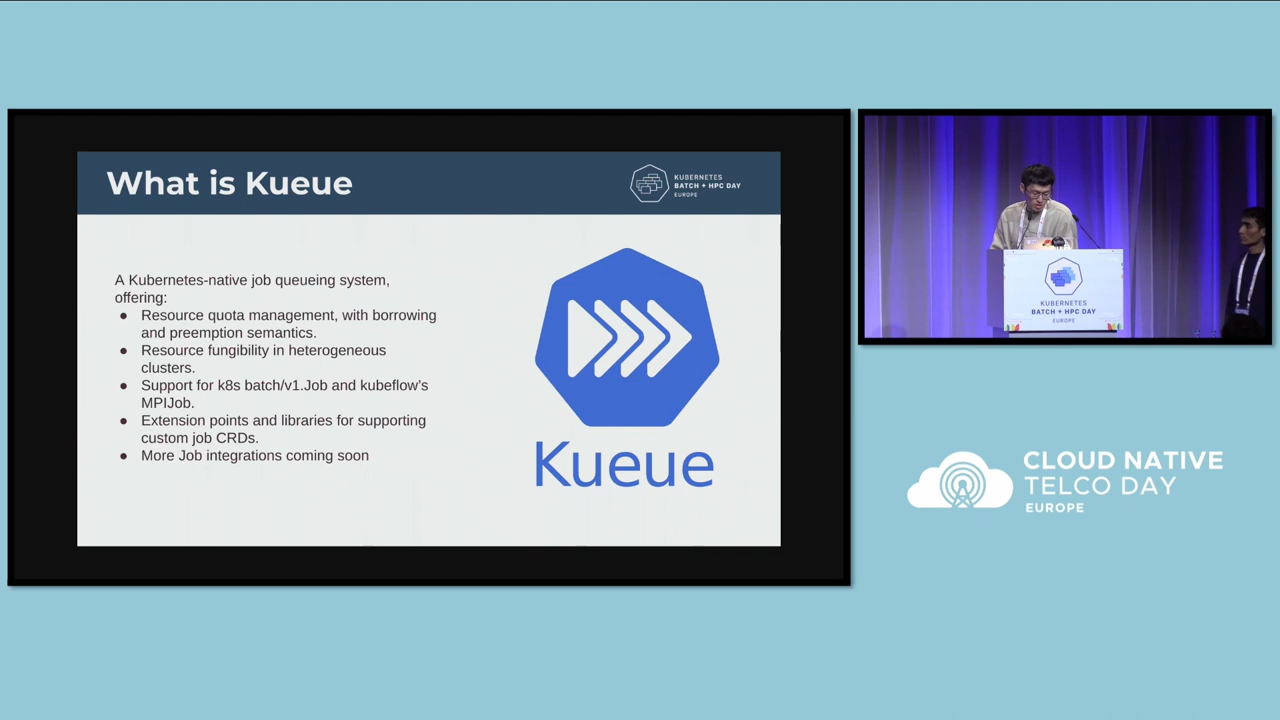 What is Kueue
KUBERNETES
BATCH + HPC DAY
EUROPE
A Kubernetes-native job queueing system,
offering:
● Resource quota management, with borrowing
and preemption semantics.
● Resource fungibility in heterogeneous
clusters.
● Support for k8s batch/v1.Job and kubeflow’s
MPIJob.
● Extension points and libraries for supporting
custom job CRDs.
● More Job integrations coming soon
Kueue
KUBERNETES
BATCH + HPC DAY
EUROPE
CLOUD NATIVE
TELCO DAY
EUROPE